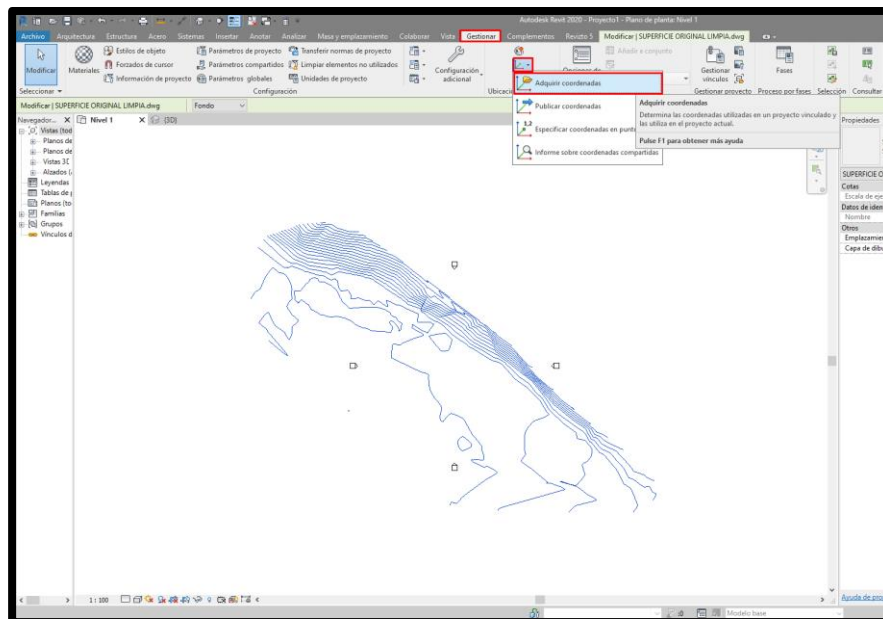 Autodesk Revit 2020 - Proyecto1 - Plano de planta: Nivel 1
Archivo Arquitectura Estructura Acero Sistemas Insertar Anotar Analizar Masa y emplazamiento Colaborar Vista Gestionar Complementos Revizto 5 Modificar | SUPERFICIE ORIGINAL LIMPIA.dwg
Modificar
Materiales
Estilos de objeto
Forzados de cursor
Información de proyecto
Parámetros de proyecto
Parámetros compartidos
Parámetros globales
Transferir normas de proyecto
Limpiar elementos no utilizados
Unidades de proyecto
Configuración
adicional
Opciones de
Añadir a conjunto
Gestionar
vínculos
Fases
Seleccionar
Configuración
Gestionar proyecto
Proceso por fases
Selección
Consultar
Adquirir coordenadas
Publicar coordenadas
Especificar coordenadas en punto
Informe sobre coordenadas compartidas
Adquirir coordenadas
Determina las coordenadas utilizadas en un proyecto vinculado y
las utiliza en el proyecto actual.
Pulse F1 para obtener más ayuda
Modificar | SUPERFICIE ORIGINAL LIMPIA.dwg
Fondo
Navegador...
Nivel 1
(3D)
Vistas (tod
Planos de
Planos de
Vistas 3D
Alzados (
Leyendas
Tablas de
Planos (to
Familias
Grupos
Vínculos d
Propiedades
SUPERFICIE O
Cotas
Escala de eje
Datos de iden
Nombre
Otros
Emplazamie
Capa de dib
1 : 100
Modelo base
Ayuda de pro